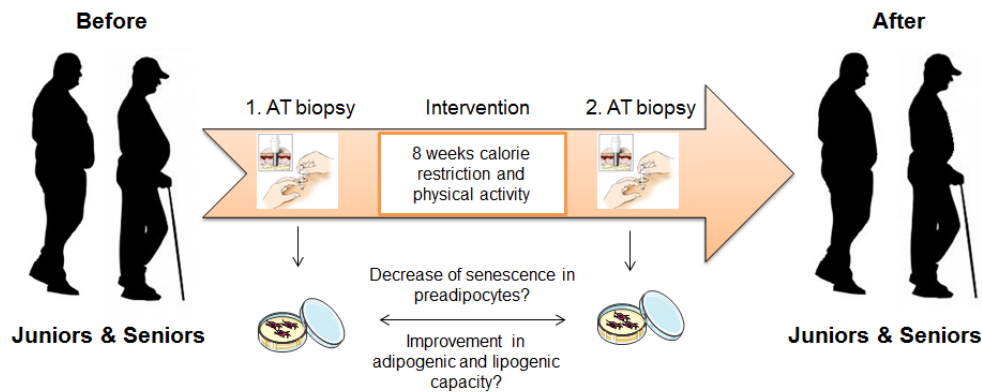 Before
After
1. AT biopsy
Intervention
2. AT biopsy
8 weeks calorie
restriction and
physical activity
Decrease of senescence in
preadipocytes?
Improvement in
adipogenic and lipogenic
capacity?
Juniors & Seniors
Juniors & Seniors